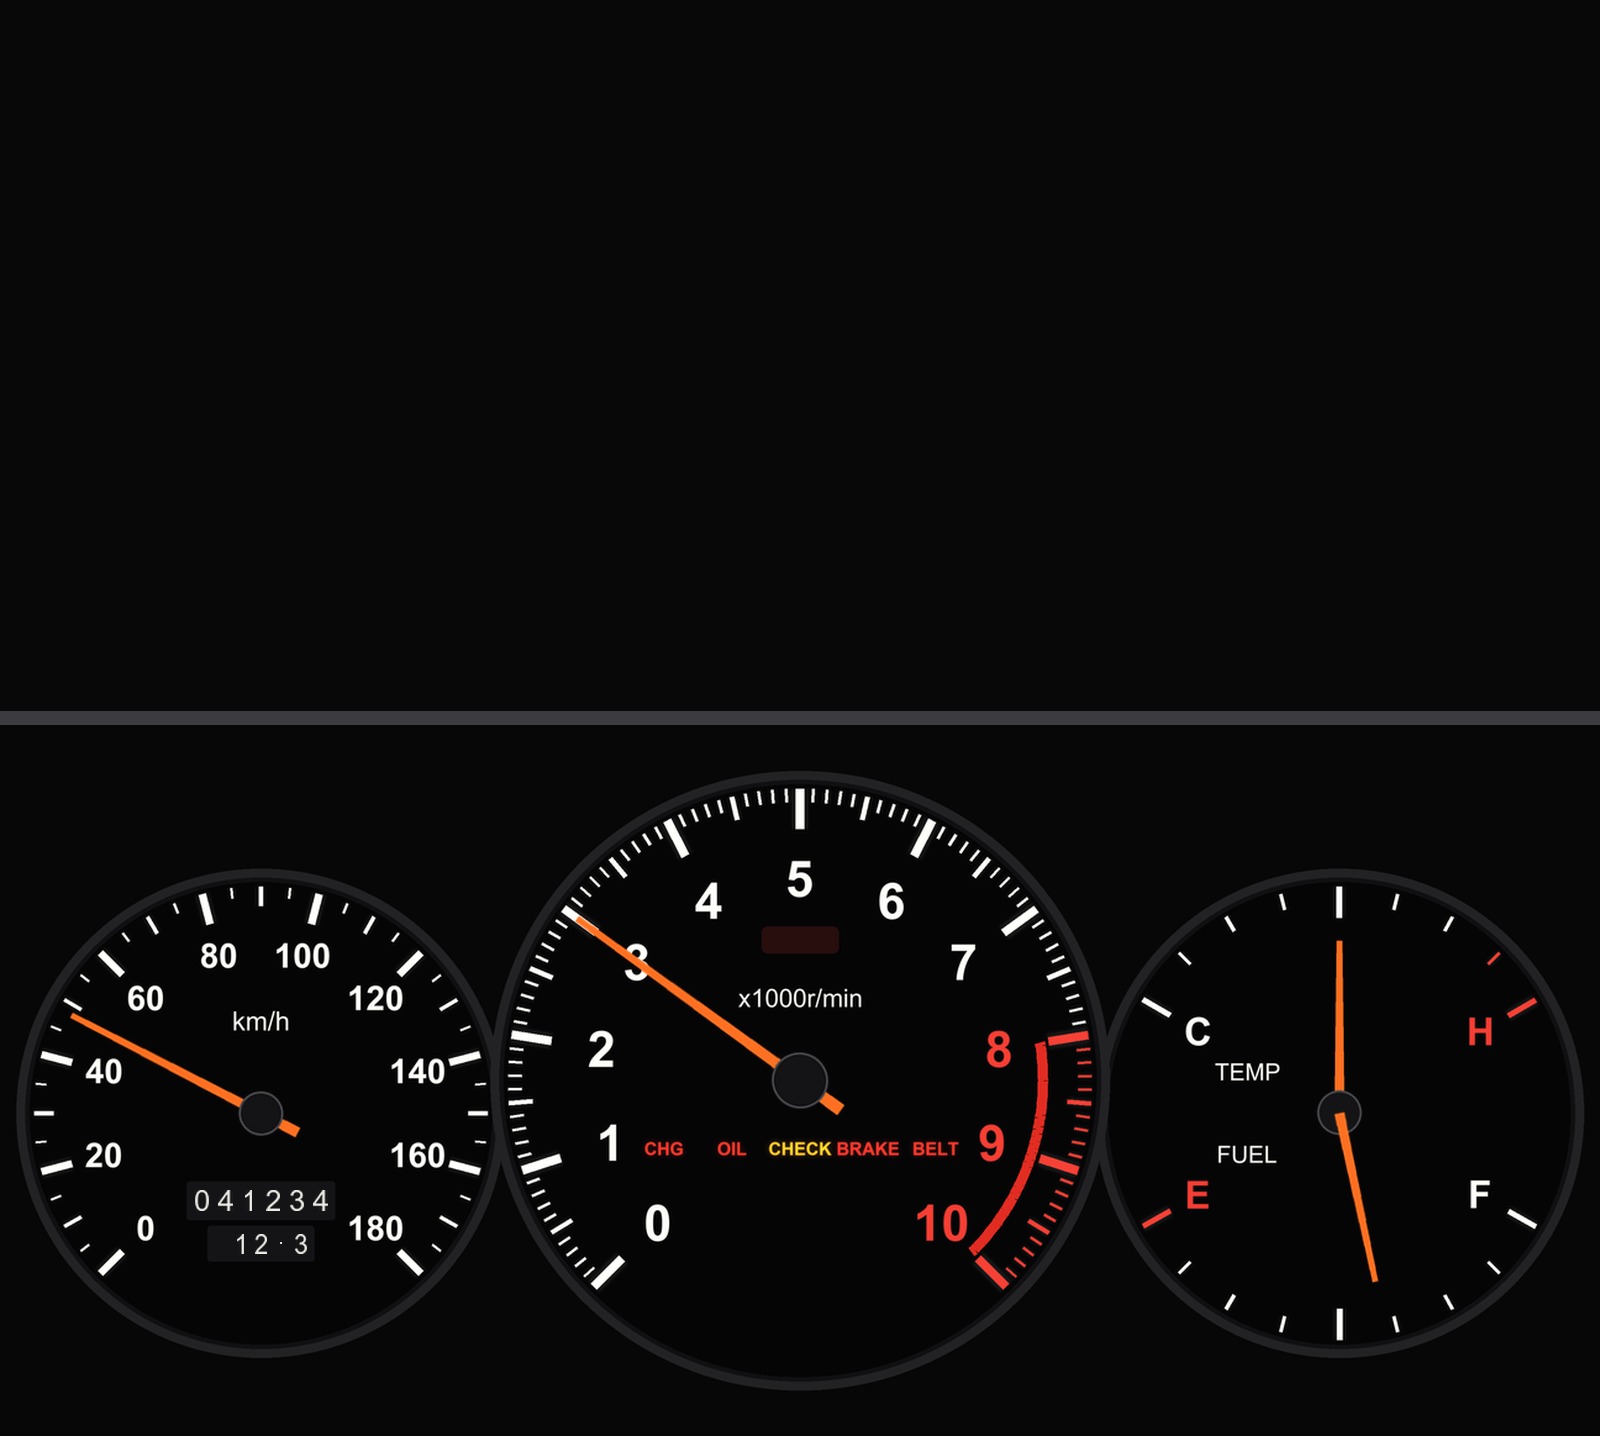 0 20 40 60 80 100 120 140 160 180
km/h
041234
12·3
0 1 2 3 4 5 6 7 8 9 10
x1000r/min
CHG OIL CHECK BRAKE BELT
C H
TEMP
FUEL
E F